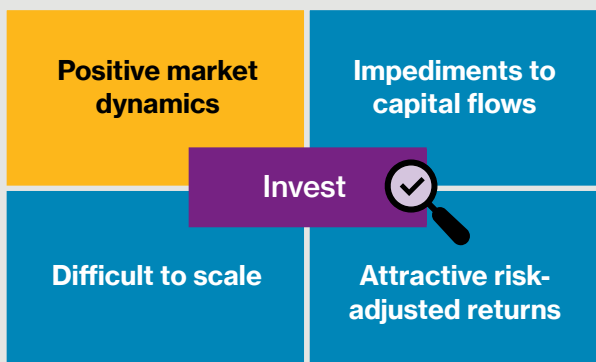 Positive market
dynamics
Impediments to
capital flows
Invest
Difficult to scale
Attractive risk-
adjusted returns